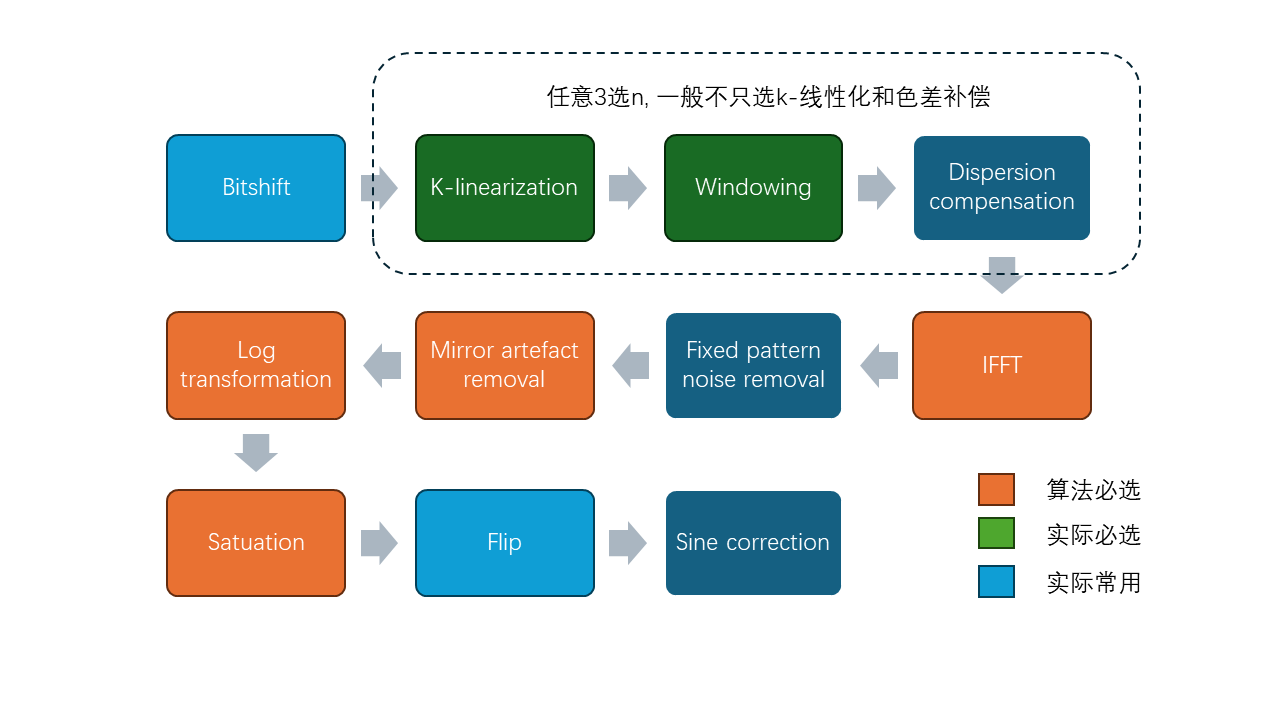 任意3选n, 一般不只选k-线性化和色差补偿
Bitshift
K-linearization
Windowing
Dispersion
compensation
Log
transformation
Mirror artefact
removal
Fixed pattern
noise removal
IFFT
Satuation
Flip
Sine correction
算法必选
实际必选
实际常用